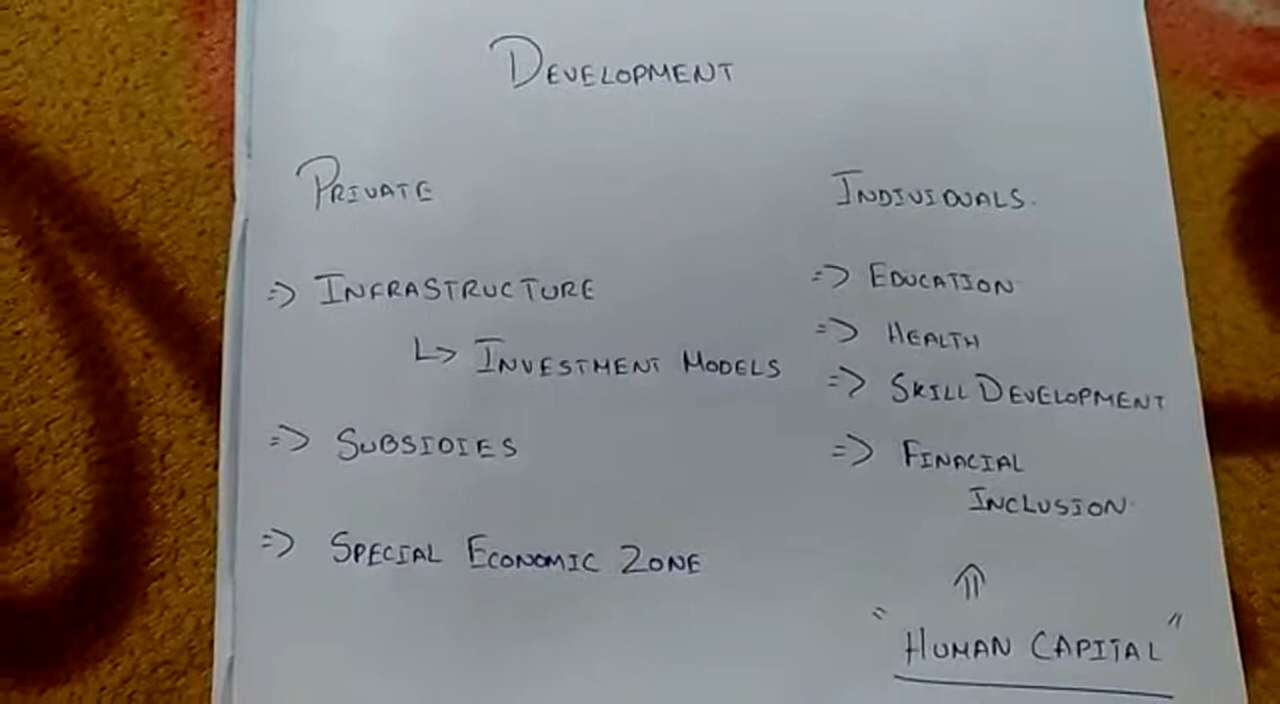 DEVELOPMENT
PRIVATE
=> INFRASTRUCTURE
↳ INVESTMENT MODELS
=> SUBSIDIES
=> SPECIAL ECONOMIC ZONE
INDIVIDUALS.
=> EDUCATION
=> HEALTH
=> SKILL DEVELOPMENT
=> FINACIAL
INCLUSION.
⇑
"HUMAN CAPITAL"